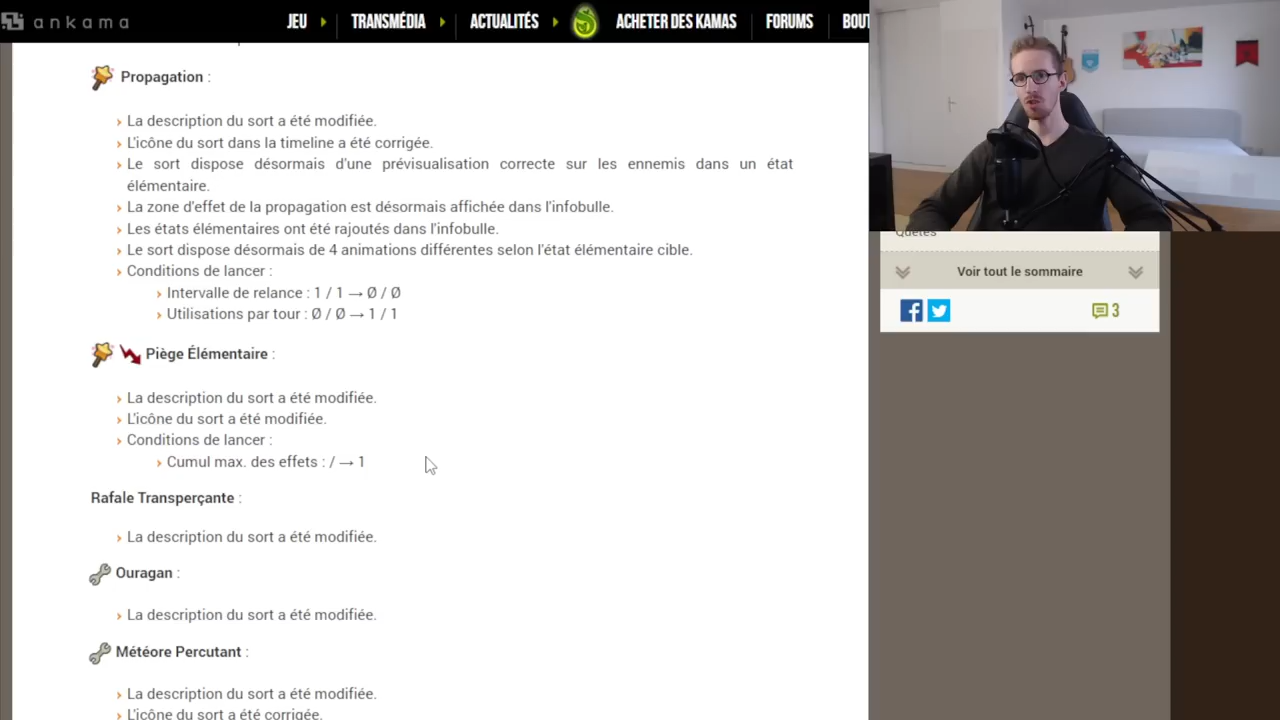 ankama
JEU
TRANSMÉDIA
ACTUALITÉS
ACHETER DES KAMAS
FORUMS
BOUT
Propagation :
La description du sort a été modifiée.
L'icône du sort dans la timeline a été corrigée.
Le sort dispose désormais d'une prévisualisation correcte sur les ennemis dans un état
élémentaire.
La zone d'effet de la propagation est désormais affichée dans l'infobulle.
Les états élémentaires ont été rajoutés dans l'infobulle.
Le sort dispose désormais de 4 animations différentes selon l'état élémentaire cible.
Conditions de lancer :
Intervalle de relance : 1 / 1 → Ø / Ø
Utilisations par tour : Ø / Ø → 1 / 1
Piège Élémentaire :
La description du sort a été modifiée.
L'icône du sort a été modifiée.
Conditions de lancer :
Cumul max. des effets : / → 1
Rafale Transperçante :
La description du sort a été modifiée.
Ouragan :
La description du sort a été modifiée.
Météore Percutant :
La description du sort a été modifiée.
L'icône du sort a été corrigée.
Quêtes
Voir tout le sommaire
3